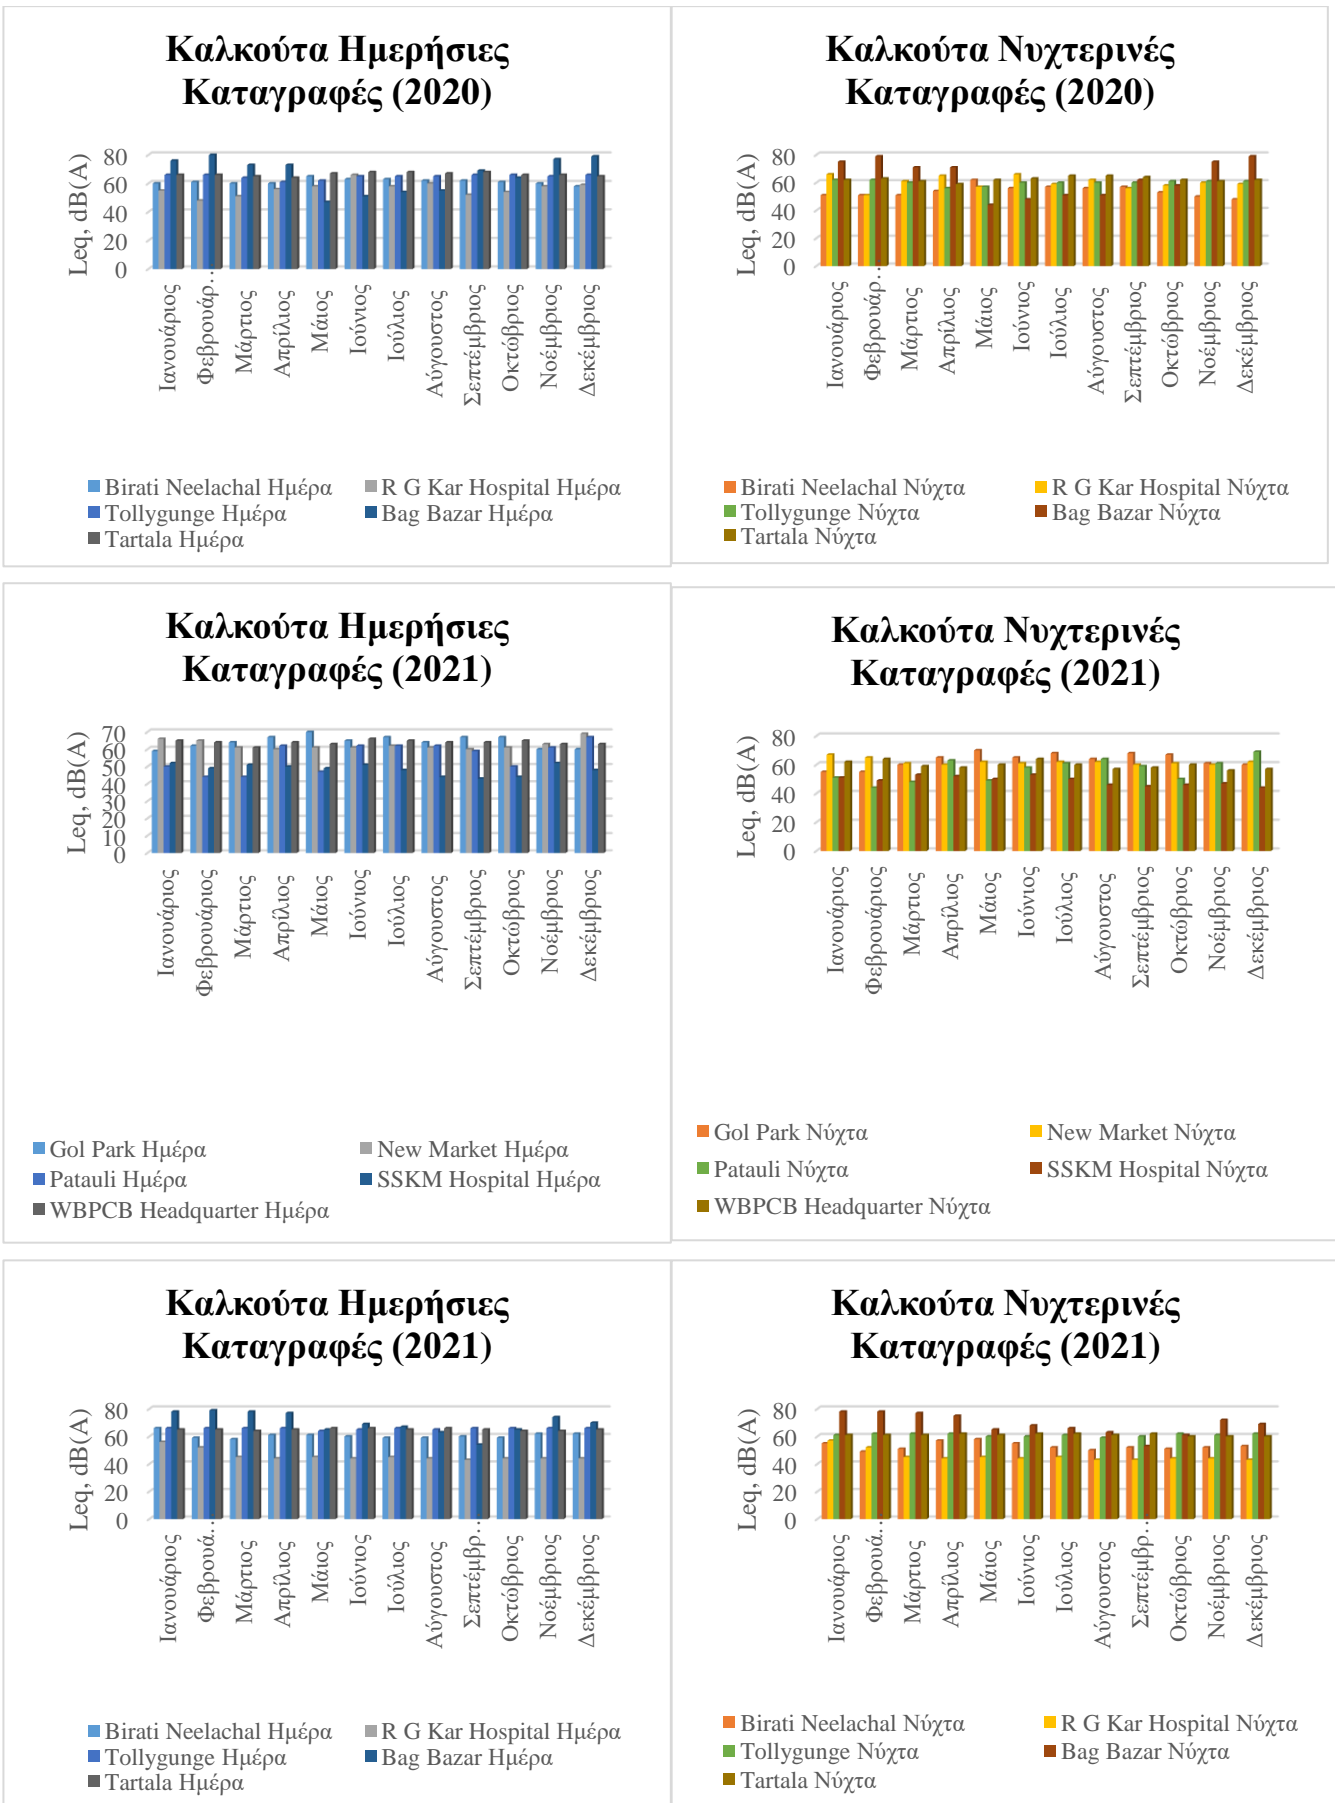 Καλκούτα Ημερήσιες
Καταγραφές (2020)
Leq, dB(A)
80
60
40
20
0
Ιανουάριος
Φεβρουάρ…
Μάρτιος
Απρίλιος
Μάιος
Ιούνιος
Ιούλιος
Αύγουστος
Σεπτέμβριος
Οκτώβριος
Νοέμβριος
Δεκέμβριος
Birati Neelachal Ημέρα
R G Kar Hospital Ημέρα
Tollygunge Ημέρα
Bag Bazar Ημέρα
Tartala Ημέρα
Καλκούτα Νυχτερινές
Καταγραφές (2020)
Leq, dB(A)
80
60
40
20
0
Ιανουάριος
Φεβρουάρ…
Μάρτιος
Απρίλιος
Μάιος
Ιούνιος
Ιούλιος
Αύγουστος
Σεπτέμβριος
Οκτώβριος
Νοέμβριος
Δεκέμβριος
Birati Neelachal Νύχτα
R G Kar Hospital Νύχτα
Tollygunge Νύχτα
Bag Bazar Νύχτα
Tartala Νύχτα
Καλκούτα Ημερήσιες
Καταγραφές (2021)
Leq, dB(A)
70
60
50
40
30
20
10
0
Ιανουάριος
Φεβρουάριος
Μάρτιος
Απρίλιος
Μάιος
Ιούνιος
Ιούλιος
Αύγουστος
Σεπτέμβριος
Οκτώβριος
Νοέμβριος
Δεκέμβριος
Gol Park Ημέρα
New Market Ημέρα
Patauli Ημέρα
SSKM Hospital Ημέρα
WBPCB Headquarter Ημέρα
Καλκούτα Νυχτερινές
Καταγραφές (2021)
Leq, dB(A)
80
60
40
20
0
Ιανουάριος
Φεβρουάριος
Μάρτιος
Απρίλιος
Μάιος
Ιούνιος
Ιούλιος
Αύγουστος
Σεπτέμβριος
Οκτώβριος
Νοέμβριος
Δεκέμβριος
Gol Park Νύχτα
New Market Νύχτα
Patauli Νύχτα
SSKM Hospital Νύχτα
WBPCB Headquarter Νύχτα
Καλκούτα Ημερήσιες
Καταγραφές (2021)
Leq, dB(A)
80
60
40
20
0
Ιανουάριος
Φεβρουά…
Μάρτιος
Απρίλιος
Μάιος
Ιούνιος
Ιούλιος
Αύγουστος
Σεπτέμβρ…
Οκτώβριος
Νοέμβριος
Δεκέμβριος
Birati Neelachal Ημέρα
R G Kar Hospital Ημέρα
Tollygunge Ημέρα
Bag Bazar Ημέρα
Tartala Ημέρα
Καλκούτα Νυχτερινές
Καταγραφές (2021)
Leq, dB(A)
80
60
40
20
0
Ιανουάριος
Φεβρουά…
Μάρτιος
Απρίλιος
Μάιος
Ιούνιος
Ιούλιος
Αύγουστος
Σεπτέμβρ…
Οκτώβριος
Νοέμβριος
Δεκέμβριος
Birati Neelachal Νύχτα
R G Kar Hospital Νύχτα
Tollygunge Νύχτα
Bag Bazar Νύχτα
Tartala Νύχτα